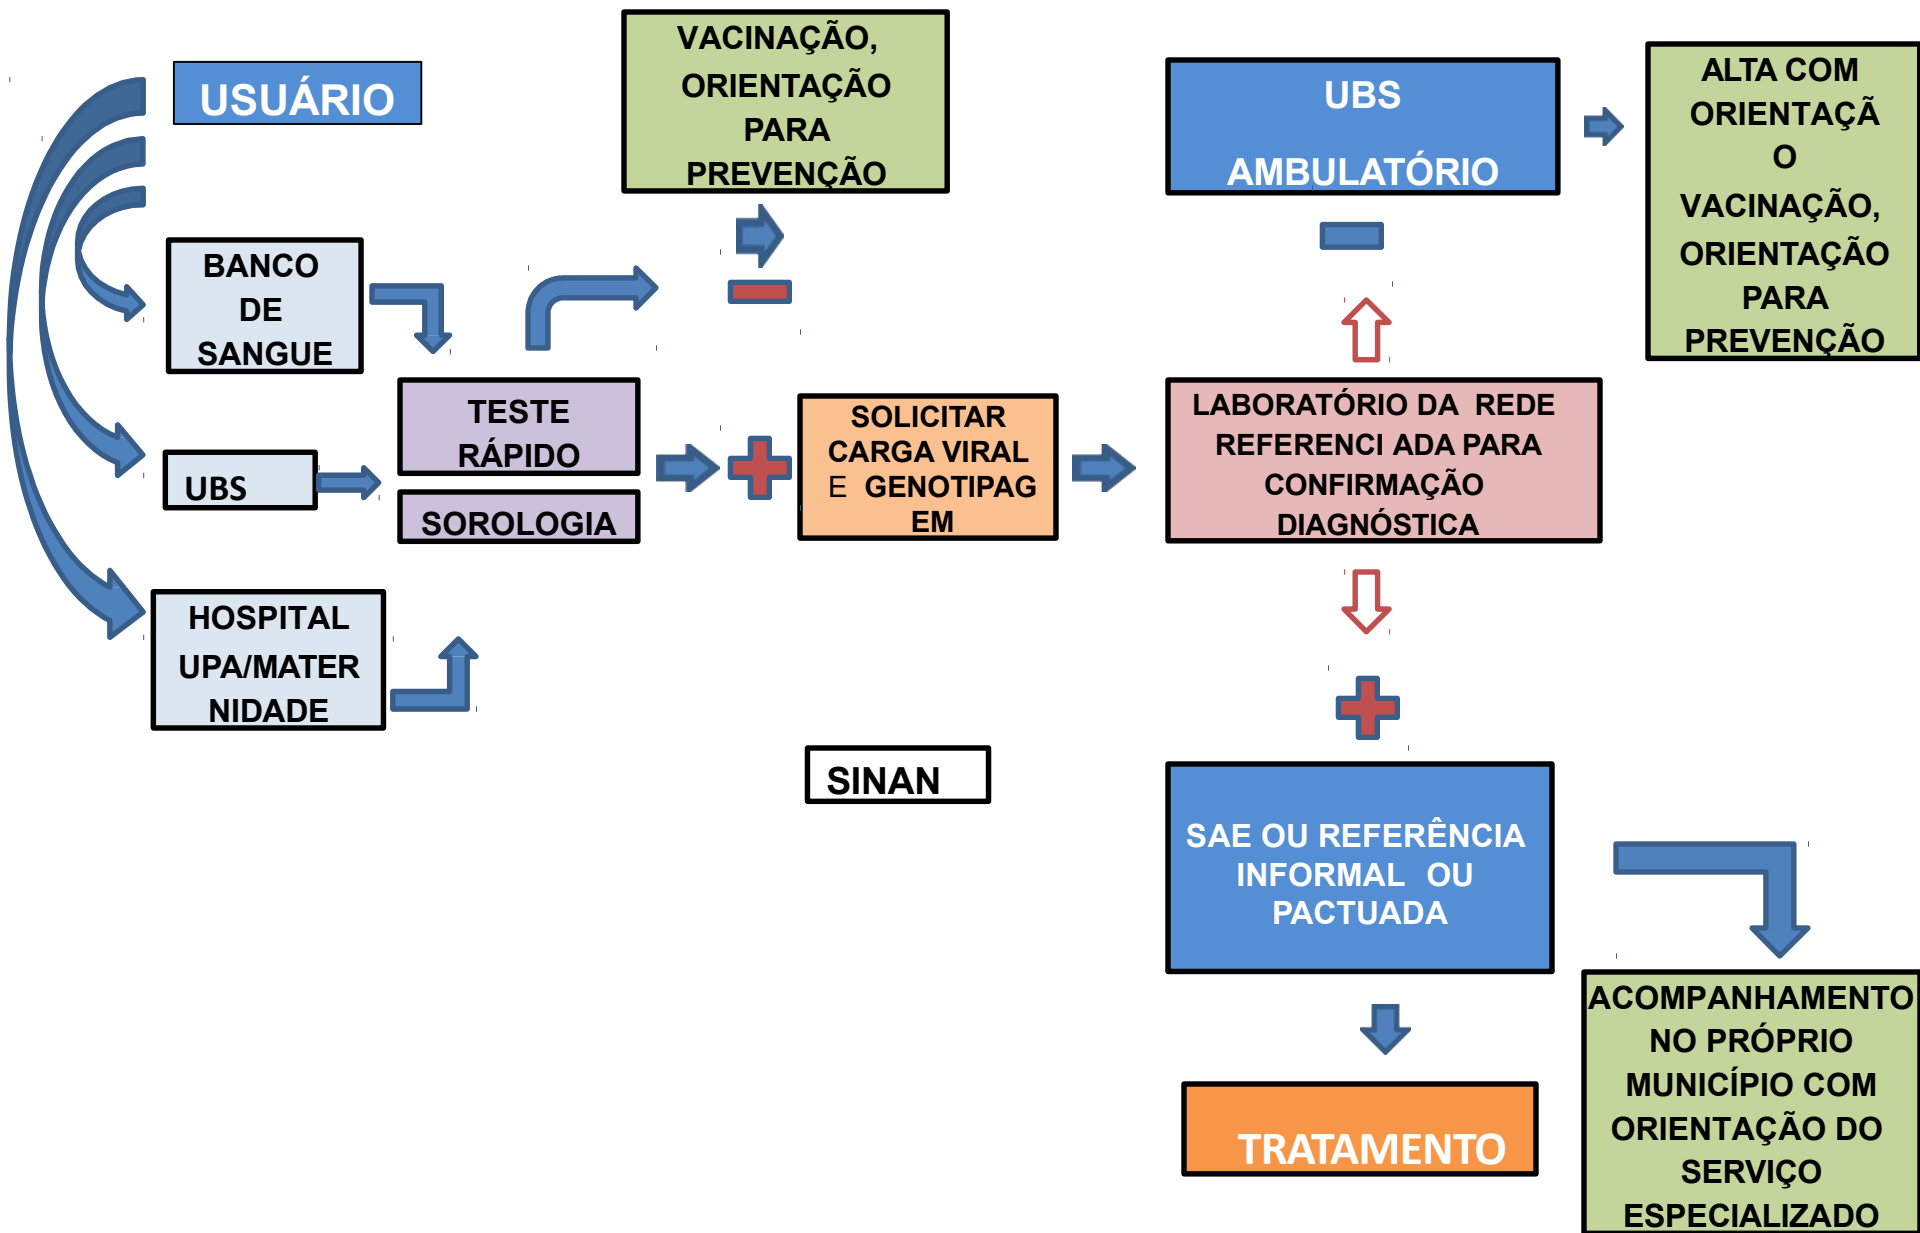 USUÁRIO
VACINAÇÃO,
ORIENTAÇÃO
PARA
PREVENÇÃO
UBS
AMBULATÓRIO
ALTA COM
ORIENTAÇÃ
O
VACINAÇÃO,
ORIENTAÇÃO
PARA
PREVENÇÃO
BANCO
DE
SANGUE
TESTE
RÁPIDO
SOROLOGIA
UBS
SOLICITAR
CARGA VIRAL
E GENOTIPAG
EM
LABORATÓRIO DA REDE
REFERENCI ADA PARA
CONFIRMAÇÃO
DIAGNÓSTICA
HOSPITAL
UPA/MATER
NIDADE
SINAN
SAE OU REFERÊNCIA
INFORMAL OU
PACTUADA
TRATAMENTO
ACOMPANHAMENTO
NO PRÓPRIO
MUNICÍPIO COM
ORIENTAÇÃO DO
SERVIÇO
ESPECIALIZADO